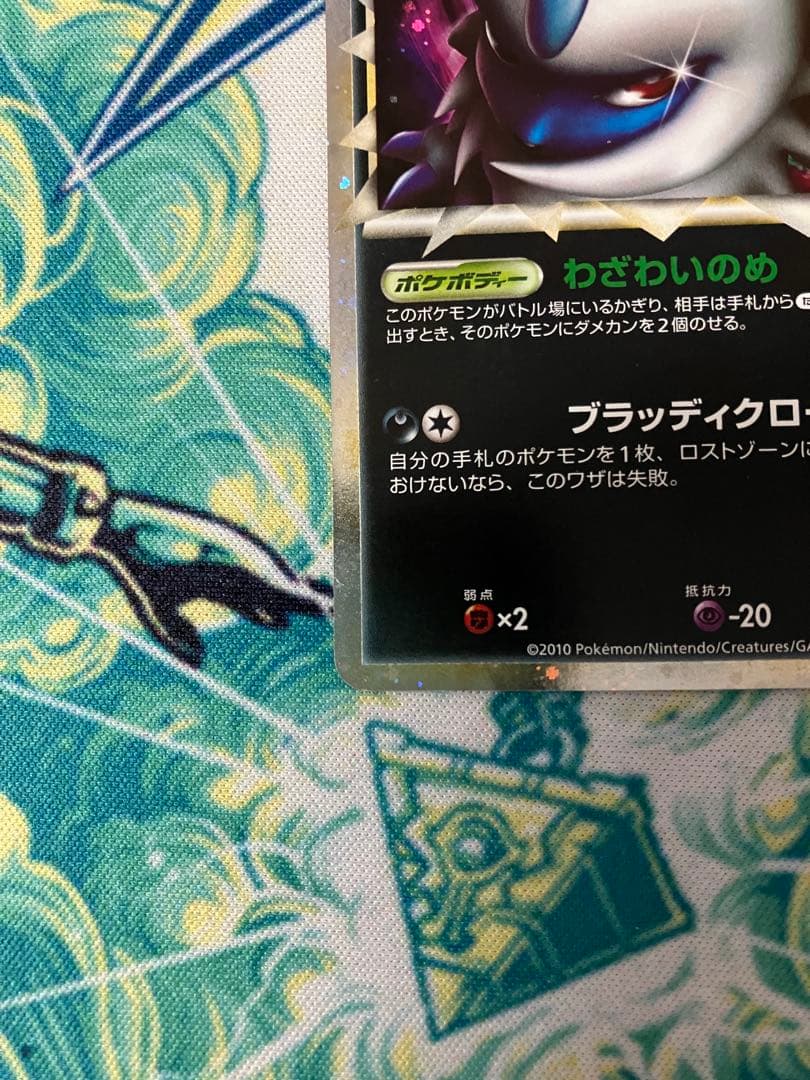 ポケボディー わざわいのめ
このポケモンがバトル場にいるかぎり、相手は手札から
出すとき、そのポケモンにダメカンを2個のせる。
ブラッディクロー
自分の手札のポケモンを1枚、ロストゾーンに
おけないなら、このワザは失敗。
弱点 抵抗力
×2 -20
©2010 Pokémon/Nintendo/Creatures/GA